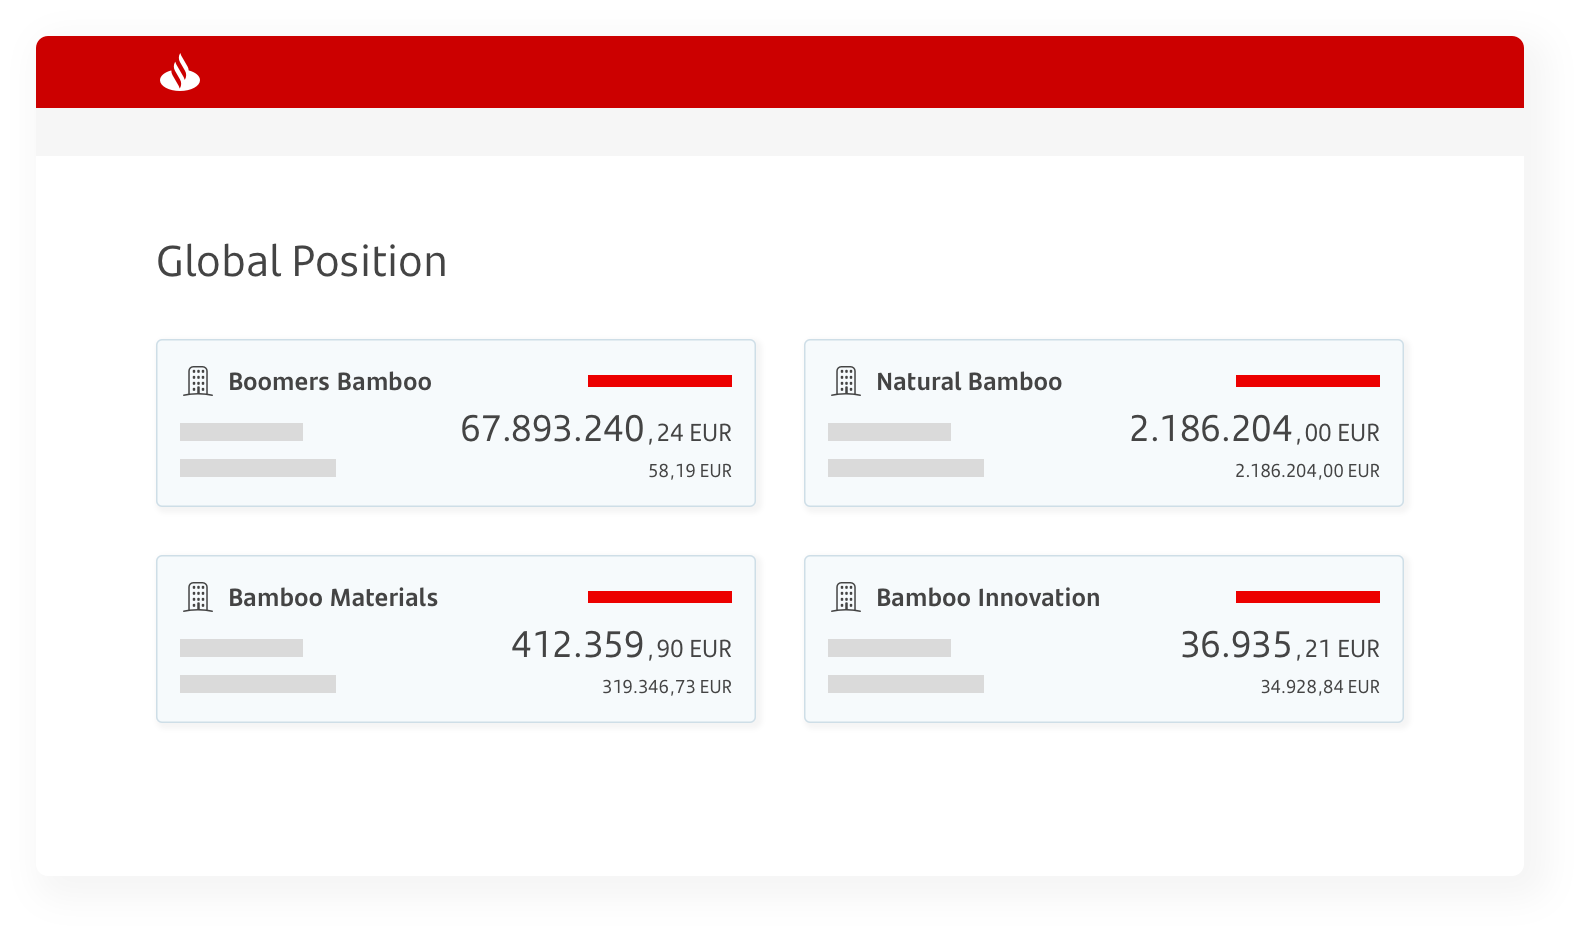 Global Position
Boomers Bamboo
67.893.240,24 EUR
58,19 EUR
Natural Bamboo
2.186.204,00 EUR
2.186.204,00 EUR
Bamboo Materials
412.359,90 EUR
319.346,73 EUR
Bamboo Innovation
36.935,21 EUR
34.928,84 EUR